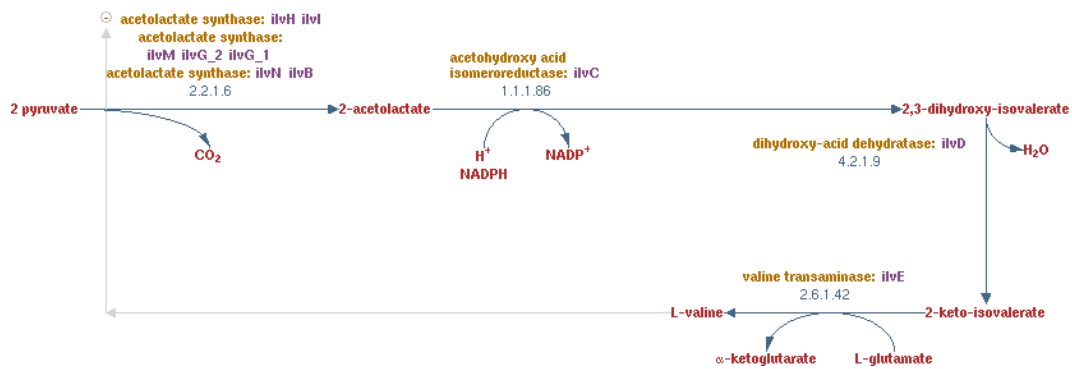 - acetolactate synthase: ilvH ilvI
acetolactate synthase:
ilvM ilvG_2 ilvG_1
acetolactate synthase: ilvN ilvB
2.2.1.6
acetohydroxy acid
isomeroreductase: ilvC
1.1.1.86
2 pyruvate
2-acetolactate
2,3-dihydroxy-isovalerate
CO₂
H⁺
NADPH
NADP⁺
dihydroxy-acid dehydratase: ilvD
4.2.1.9
H₂O
valine transaminase: ilvE
2.6.1.42
L-valine
2-keto-isovalerate
α-ketoglutarate
L-glutamate